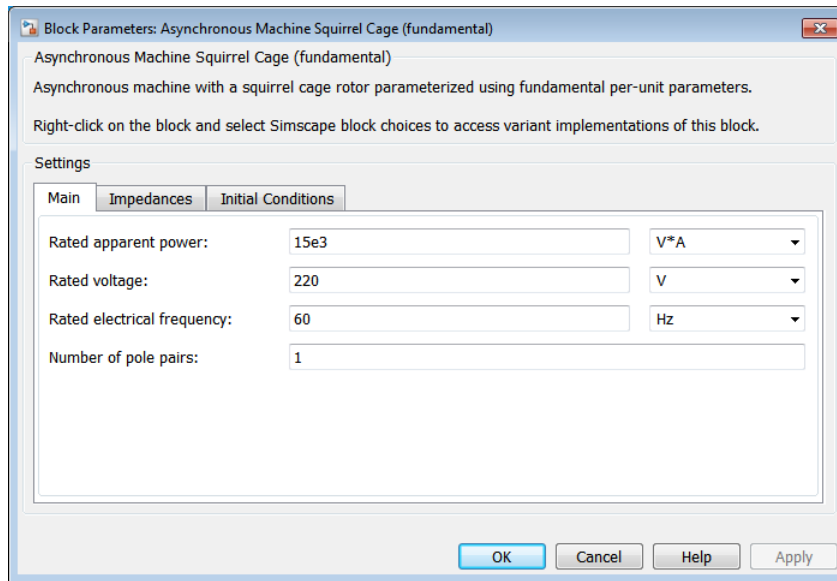 Block Parameters: Asynchronous Machine Squirrel Cage (fundamental)
Asynchronous Machine Squirrel Cage (fundamental)
Asynchronous machine with a squirrel cage rotor parameterized using fundamental per-unit parameters.
Right-click on the block and select Simscape block choices to access variant implementations of this block.
Settings
Main Impedances Initial Conditions
Rated apparent power: 15e3 V*A
Rated voltage: 220 V
Rated electrical frequency: 60 Hz
Number of pole pairs: 1
OK Cancel Help Apply